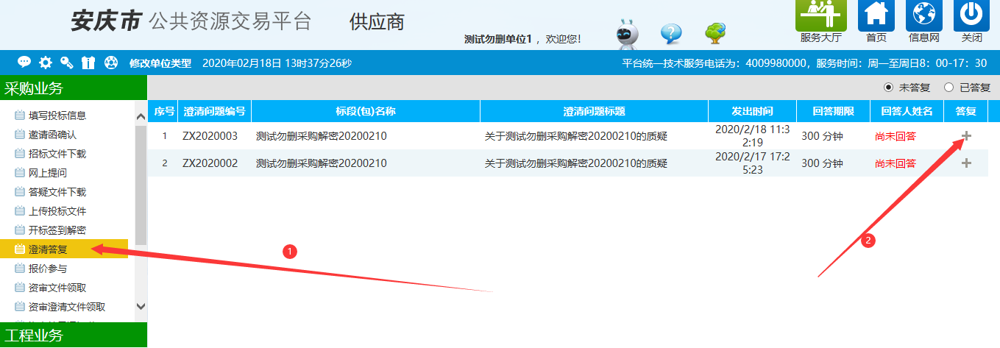 安庆市 公共资源交易平台 供应商
测试勿删单位1 ，欢迎您！
服务大厅 首页 信息网 关闭
修改单位类型 2020年02月18日 13时37分26秒 平台统一技术服务电话为：4009980000，服务时间：周一至周日8：00-17：30
采购业务
填写投标信息
邀请函确认
招标文件下载
网上提问
答疑文件下载
上传投标文件
开标签到解密
澄清答复
报价参与
资审文件领取
资审澄清文件领取
工程业务
未答复 已答复
序号 澄清问题编号 标段(包)名称 澄清问题标题 发出时间 回答期限 回答人姓名 答复
1 ZX2020003 测试勿删采购解密20200210 关于测试勿删采购解密20200210的质疑 2020/2/18 11:3 300 分钟 尚未回答
2:19
2 ZX2020002 测试勿删采购解密20200210 关于测试勿删采购解密20200210的质疑 2020/2/17 17:2 300 分钟 尚未回答
5:23
1
2